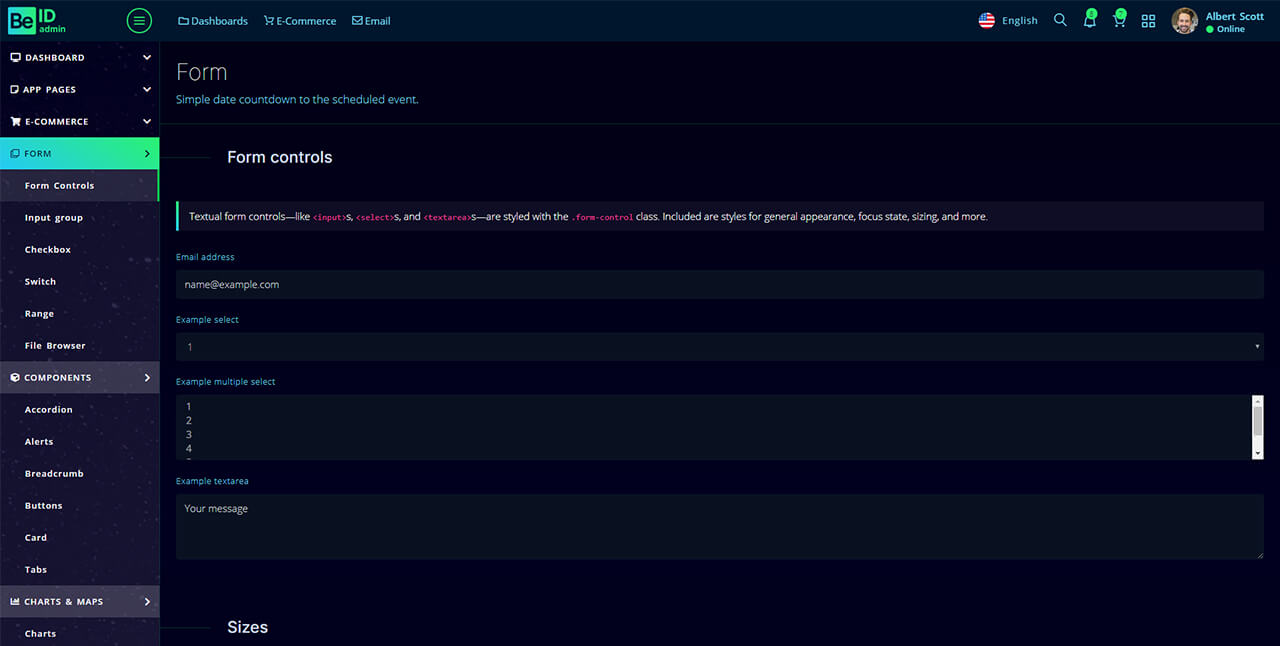 Be ID admin
Dashboards E-Commerce Email
English
8
7
Albert Scott
Online
DASHBOARD
APP PAGES
E-COMMERCE
FORM
Form Controls
Input group
Checkbox
Switch
Range
File Browser
COMPONENTS
Accordion
Alerts
Breadcrumb
Buttons
Card
Tabs
CHARTS & MAPS
Charts
Form
Simple date countdown to the scheduled event.
Form controls
Textual form controls—like <input>s, <select>s, and <textarea>s—are styled with the .form-control class. Included are styles for general appearance, focus state, sizing, and more.
Email address
name@example.com
Example select
1
Example multiple select
1
2
3
4
Example textarea
Your message
Sizes